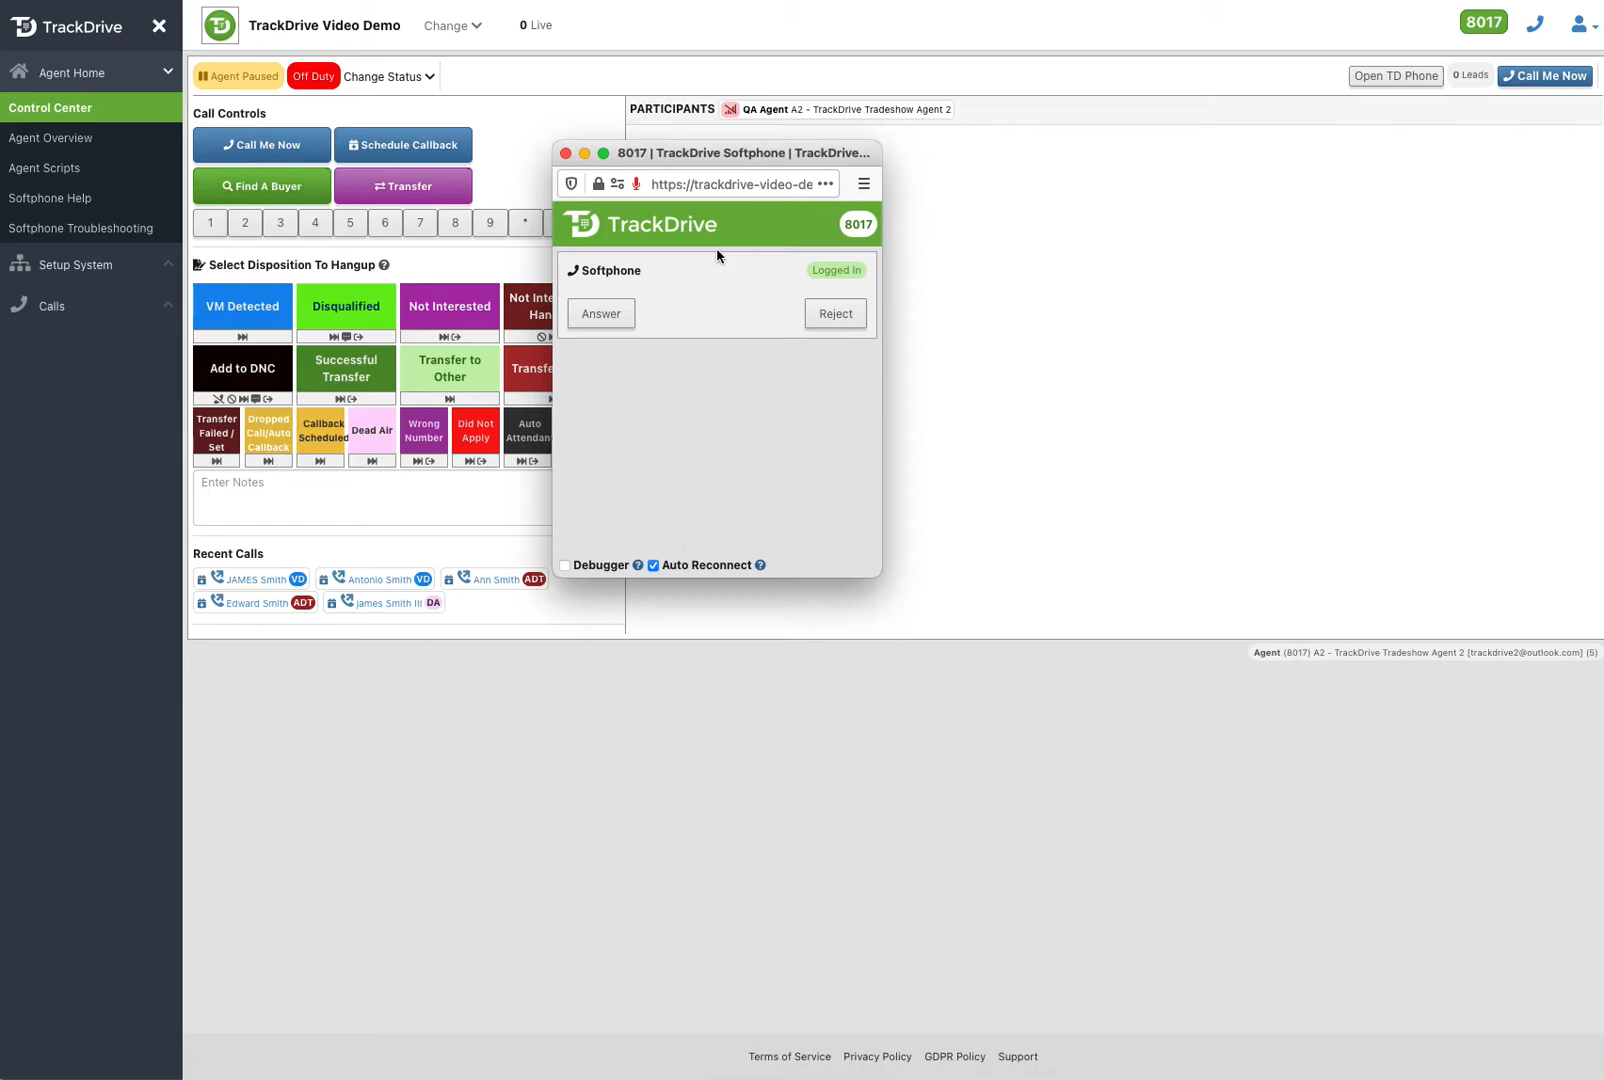 TrackDrive
Agent Home
Control Center
Agent Overview
Agent Scripts
Softphone Help
Softphone Troubleshooting
Setup System
Calls
TrackDrive Video Demo
Change
0 Live
8017
Agent Paused
Off Duty
Change Status
Open TD Phone
0 Leads
Call Me Now
Call Controls
Call Me Now
Schedule Callback
Find A Buyer
Transfer
1 2 3 4 5 6 7 8 9 *
Select Disposition To Hangup
VM Detected
Disqualified
Not Interested
Not Inte
Han
Add to DNC
Successful
Transfer
Transfer to
Other
Transfe
Transfer
Failed /
Set
Dropped
Call/Auto
Callback
Callback
Scheduled
Dead Air
Wrong
Number
Did Not
Apply
Auto
Attendan
Enter Notes
Recent Calls
JAMES Smith VD
Antonio Smith VD
Ann Smith ADT
Edward Smith ADT
james Smith III DA
PARTICIPANTS
QA Agent A2 - TrackDrive Tradeshow Agent 2
8017 | TrackDrive Softphone | TrackDrive...
https://trackdrive-video-de
TrackDrive
8017
Softphone
Logged In
Answer
Reject
Debugger
Auto Reconnect
Agent (8017) A2 - TrackDrive Tradeshow Agent 2 [trackdrive2@outlook.com] (5)
Terms of Service
Privacy Policy
GDPR Policy
Support